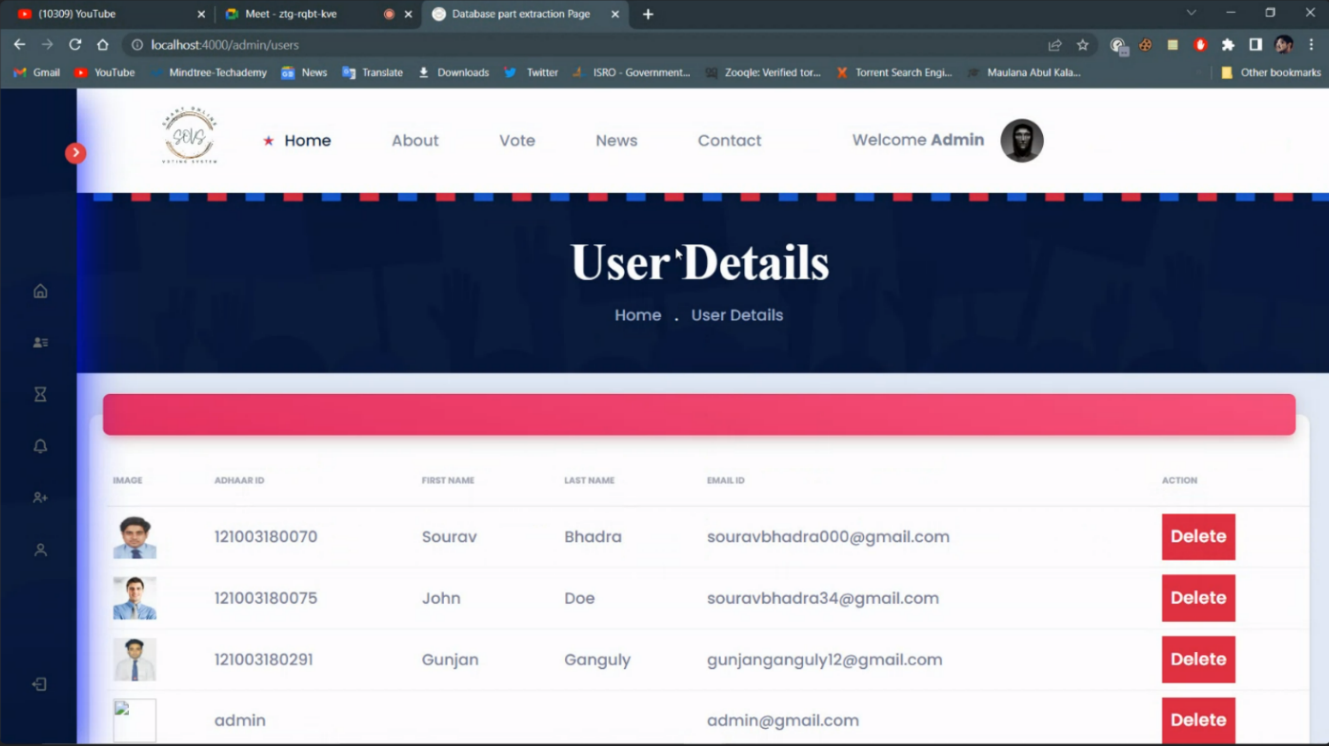 (10309) YouTube
Meet - ztg-rqbt-kve
Database part extraction Page
localhost:4000/admin/users
Gmail
YouTube
Mindtree-Techademy
News
Translate
Downloads
Twitter
ISRO - Government...
Zooqle: Verified tor...
Torrent Search Engi...
Maulana Abul Kala...
Other bookmarks
SMART ONLINE
SOVS
VOTING SYSTEM
Home
About
Vote
News
Contact
Welcome Admin
User Details
Home . User Details
IMAGE ADHAAR ID FIRST NAME LAST NAME EMAIL ID ACTION
121003180070 Sourav Bhadra souravbhadra000@gmail.com Delete
121003180075 John Doe souravbhadra34@gmail.com Delete
121003180291 Gunjan Ganguly gunjanganguly12@gmail.com Delete
admin admin@gmail.com Delete